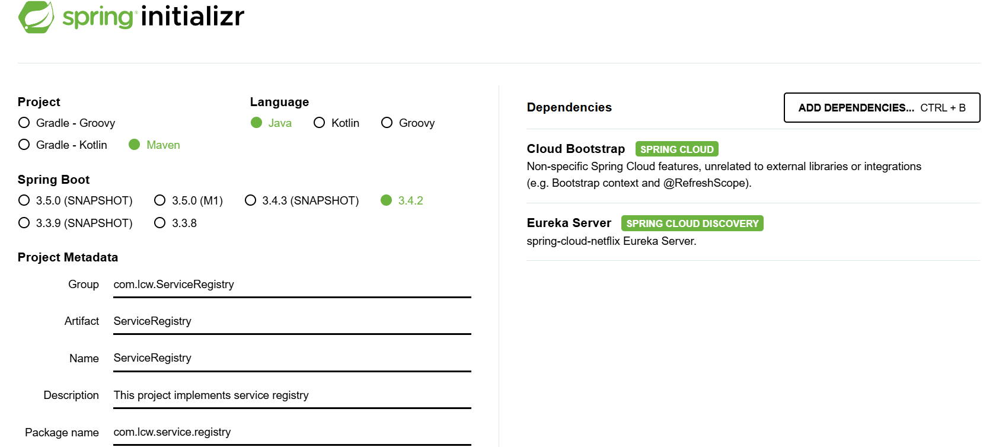 spring initializr
Project
Gradle - Groovy
Gradle - Kotlin Maven
Language
Java Kotlin Groovy
Spring Boot
3.5.0 (SNAPSHOT) 3.5.0 (M1) 3.4.3 (SNAPSHOT) 3.4.2
3.3.9 (SNAPSHOT) 3.3.8
Project Metadata
Group com.lcw.ServiceRegistry
Artifact ServiceRegistry
Name ServiceRegistry
Description This project implements service registry
Package name com.lcw.service.registry
Dependencies ADD DEPENDENCIES... CTRL + B
Cloud Bootstrap SPRING CLOUD
Non-specific Spring Cloud features, unrelated to external libraries or integrations
(e.g. Bootstrap context and @RefreshScope).
Eureka Server SPRING CLOUD DISCOVERY
spring-cloud-netflix Eureka Server.